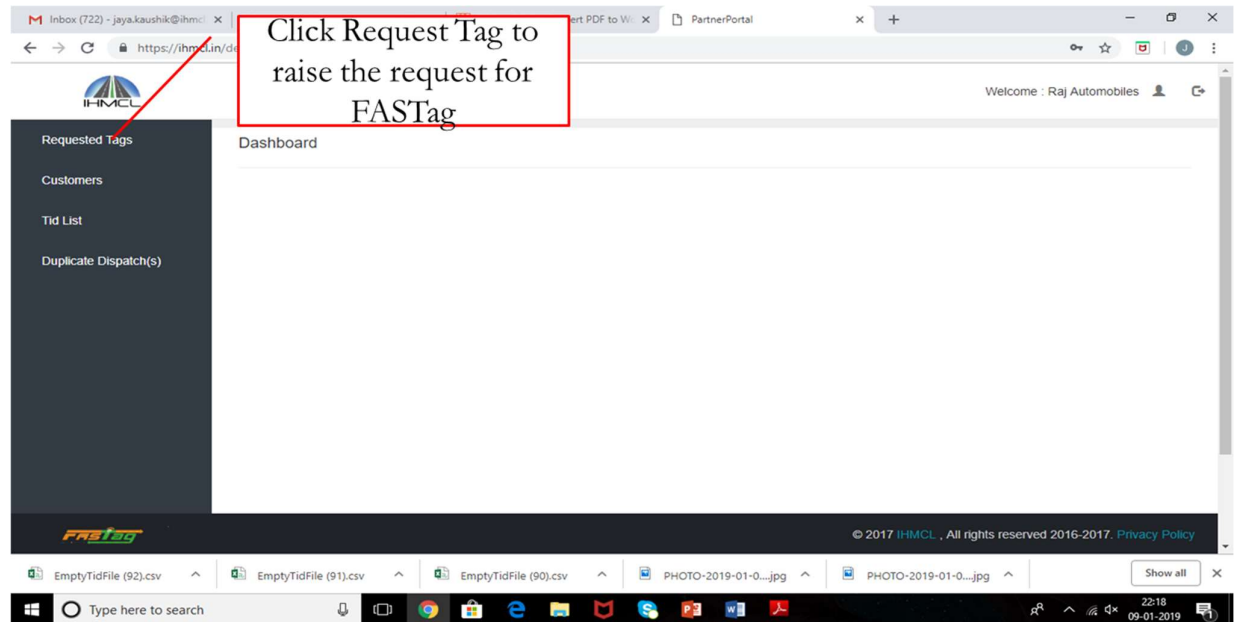 Inbox (722) - jaya.kaushik@ihmc
ert PDF to W
PartnerPortal
https://ihmcl.in/de
Click Request Tag to
raise the request for
FASTag
IHMCL
Welcome : Raj Automobiles
Requested Tags
Dashboard
Customers
Tid List
Duplicate Dispatch(s)
FASTag
© 2017 IHMCL , All rights reserved 2016-2017. Privacy Policy
EmptyTidFile (92).csv
EmptyTidFile (91).csv
EmptyTidFile (90).csv
PHOTO-2019-01-0....jpg
PHOTO-2019-01-0....jpg
Show all
Type here to search
22:18
09-01-2019